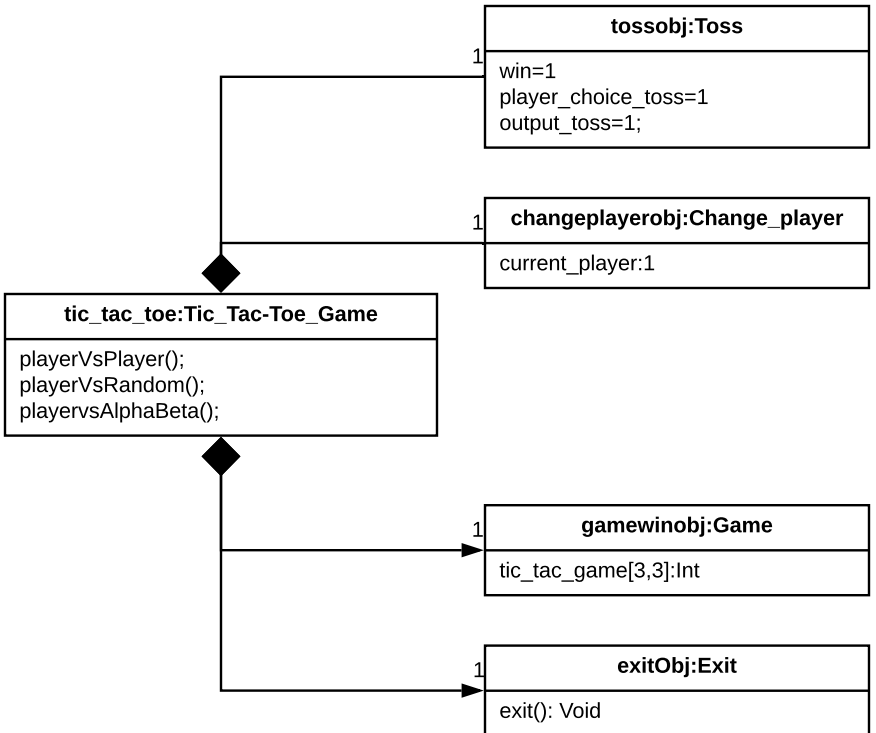 tossobj:Toss
1
win=1
player_choice_toss=1
output_toss=1;
changeplayerobj:Change_player
1
current_player:1
tic_tac_toe:Tic_Tac-Toe_Game
playerVsPlayer();
playerVsRandom();
playervsAlphaBeta();
gamewinobj:Game
1
tic_tac_game[3,3]:Int
exitObj:Exit
1
exit(): Void